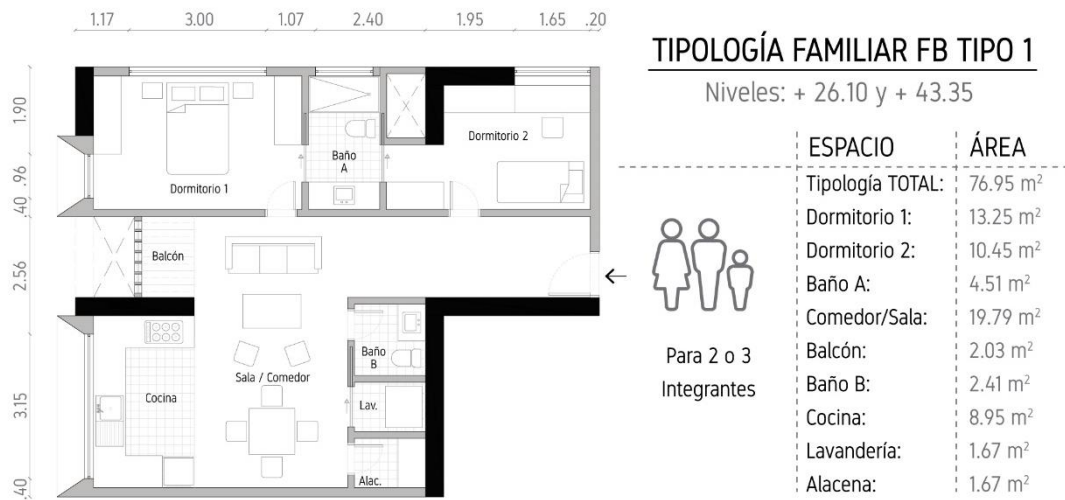 1.17 3.00 1.07 2.40 1.95 1.65 .20
1.90
.96
.40
2.56
3.15
.40
Dormitorio 1
Baño
A
Dormitorio 2
Balcón
Cocina
Sala / Comedor
Baño
B
Lav.
Alac.
TIPOLOGÍA FAMILIAR FB TIPO 1
Niveles: + 26.10 y + 43.35
Para 2 o 3
Integrantes
ESPACIO ÁREA
Tipología TOTAL: 76.95 m²
Dormitorio 1: 13.25 m²
Dormitorio 2: 10.45 m²
Baño A: 4.51 m²
Comedor/Sala: 19.79 m²
Balcón: 2.03 m²
Baño B: 2.41 m²
Cocina: 8.95 m²
Lavandería: 1.67 m²
Alacena: 1.67 m²